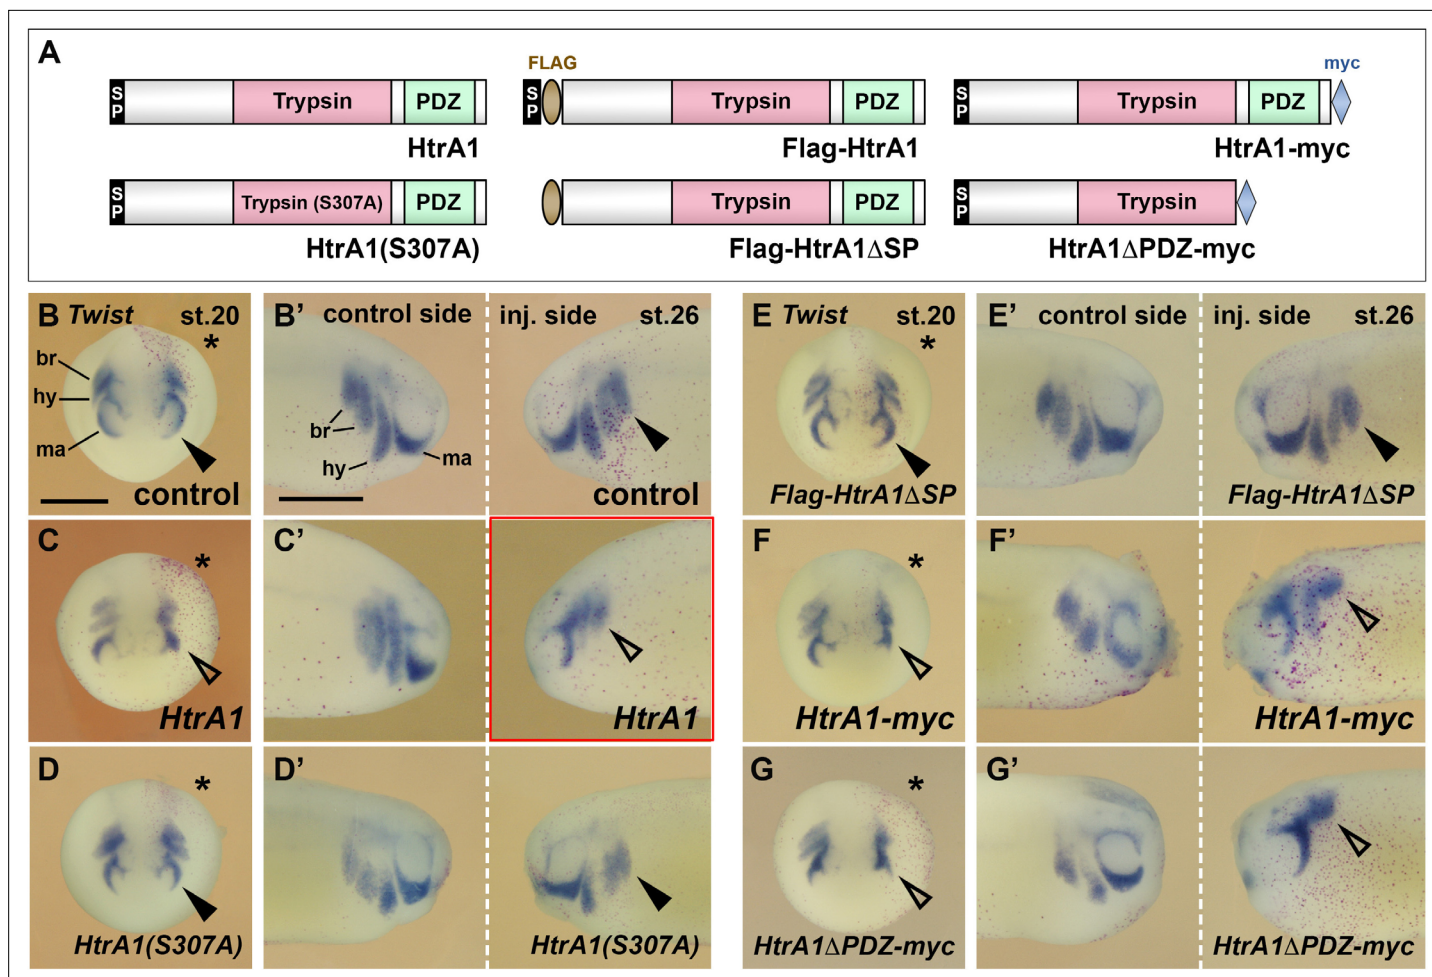 A
FLAG
myc
SP Trypsin PDZ
SP Trypsin PDZ
SP Trypsin PDZ
HtrA1
Flag-HtrA1
HtrA1-myc
SP Trypsin (S307A) PDZ
Trypsin PDZ
SP Trypsin
HtrA1(S307A)
Flag-HtrA1ΔSP
HtrA1ΔPDZ-myc
B Twist st.20
*
br
hy
ma
control
B’ control side inj. side st.26
br
hy
ma
control
E Twist st.20
*
Flag-HtrA1ΔSP
E’ control side inj. side st.26
Flag-HtrA1ΔSP
C
*
HtrA1
C’
HtrA1
F
*
HtrA1-myc
F’
HtrA1-myc
D
*
HtrA1(S307A)
D’
HtrA1(S307A)
G
*
HtrA1ΔPDZ-myc
G’
HtrA1ΔPDZ-myc